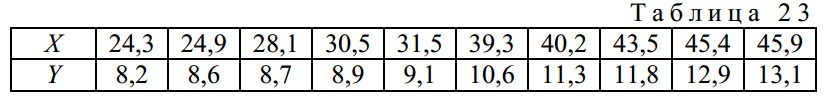 Таблица 23
X 24,3 24,9 28,1 30,5 31,5 39,3 40,2 43,5 45,4 45,9
Y 8,2 8,6 8,7 8,9 9,1 10,6 11,3 11,8 12,9 13,1